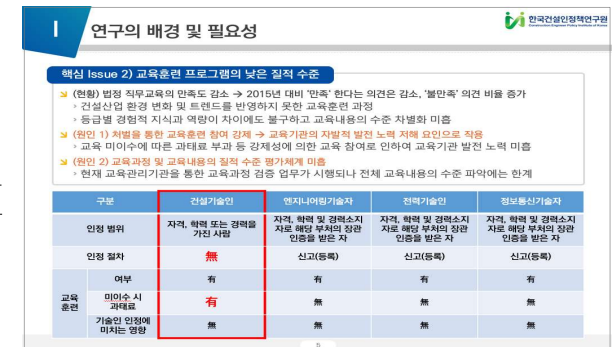 I
연구의 배경 및 필요성
한국건설인정책연구원
핵심 Issue 2) 교육훈련 프로그램의 낮은 질적 수준
(현황) 법정 직무교육의 만족도 감소 → 2015년 대비 '만족' 한다는 의견은 감소, '불만족' 의견 비율 증가
› 건설산업 환경 변화 및 트렌드를 반영하지 못한 교육훈련 과정
› 등급별 경험적 지식과 역량이 차이에도 불구하고 교육내용의 수준 차별화 미흡
(원인 1) 처벌을 통한 교육훈련 참여 강제 → 교육기관의 자발적 발전 노력 저해 요인으로 작용
› 교육 미이수에 따른 과태료 부과 등 강제성에 의한 교육 참여로 인하여 교육기관 발전 노력 미흡
(원인 2) 교육과정 및 교육내용의 질적 수준 평가체계 미흡
› 현재 교육관리기관을 통한 교육과정 검증 업무가 시행되나 전체 교육내용의 수준 파악에는 한계
구분 건설기술인 엔지니어링기술자 전력기술인 정보통신기술자
인정 범위 자격, 학력 또는 경력을 가진 사람 자격, 학력 및 경력소지자로 해당 부처의 장관 인증을 받은 자 자격, 학력 및 경력소지자로 해당 부처의 장관 인증을 받은 자 자격, 학력 및 경력소지자로 해당 부처의 장관 인증을 받은 자
인정 절차 無 신고(등록) 신고(등록) 신고(등록)
교육훈련 여부 有 有 有 有
미이수 시 과태료 有 無 無 無
기술인 인정에 미치는 영향 無 無 無 無